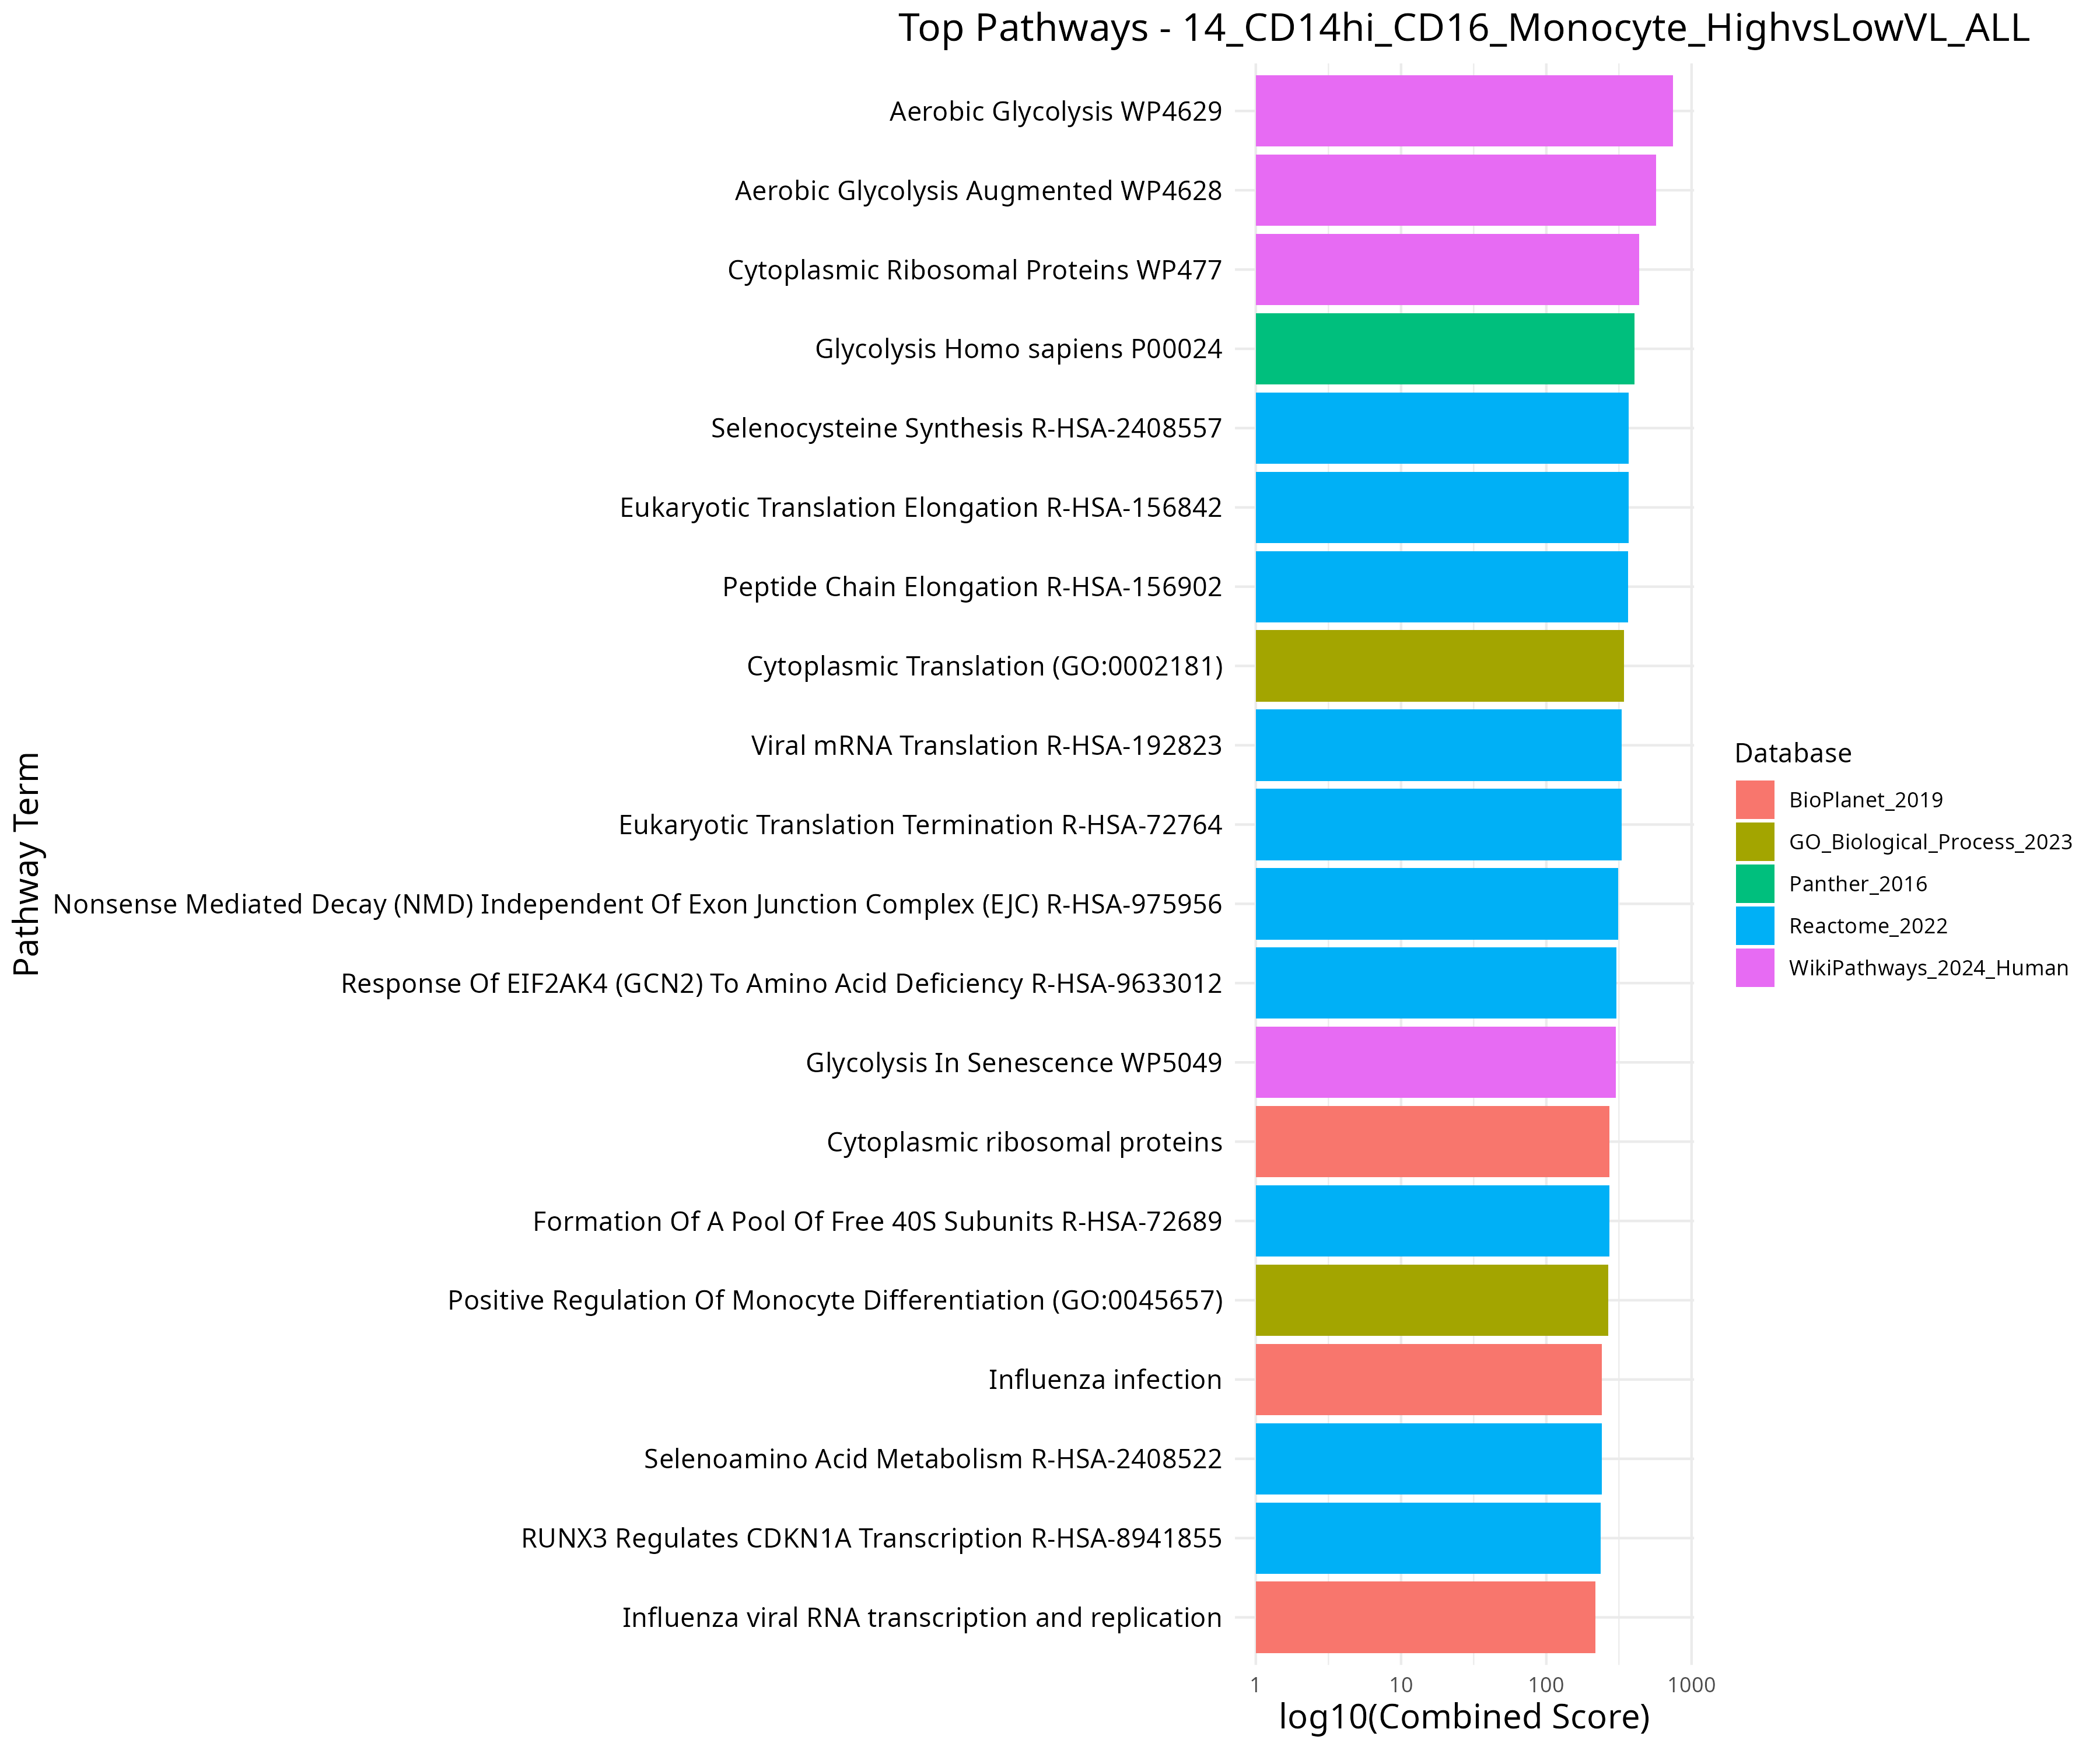 Top Pathways - 14_CD14hi_CD16_Monocyte_HighvsLowVL_ALL
Pathway Term
Aerobic Glycolysis WP4629
Aerobic Glycolysis Augmented WP4628
Cytoplasmic Ribosomal Proteins WP477
Glycolysis Homo sapiens P00024
Selenocysteine Synthesis R-HSA-2408557
Eukaryotic Translation Elongation R-HSA-156842
Peptide Chain Elongation R-HSA-156902
Cytoplasmic Translation (GO:0002181)
Viral mRNA Translation R-HSA-192823
Eukaryotic Translation Termination R-HSA-72764
Nonsense Mediated Decay (NMD) Independent Of Exon Junction Complex (EJC) R-HSA-975956
Response Of EIF2AK4 (GCN2) To Amino Acid Deficiency R-HSA-9633012
Glycolysis In Senescence WP5049
Cytoplasmic ribosomal proteins
Formation Of A Pool Of Free 40S Subunits R-HSA-72689
Positive Regulation Of Monocyte Differentiation (GO:0045657)
Influenza infection
Selenoamino Acid Metabolism R-HSA-2408522
RUNX3 Regulates CDKN1A Transcription R-HSA-8941855
Influenza viral RNA transcription and replication
1 10 100 1000
log10(Combined Score)
Database
BioPlanet_2019
GO_Biological_Process_2023
Panther_2016
Reactome_2022
WikiPathways_2024_Human